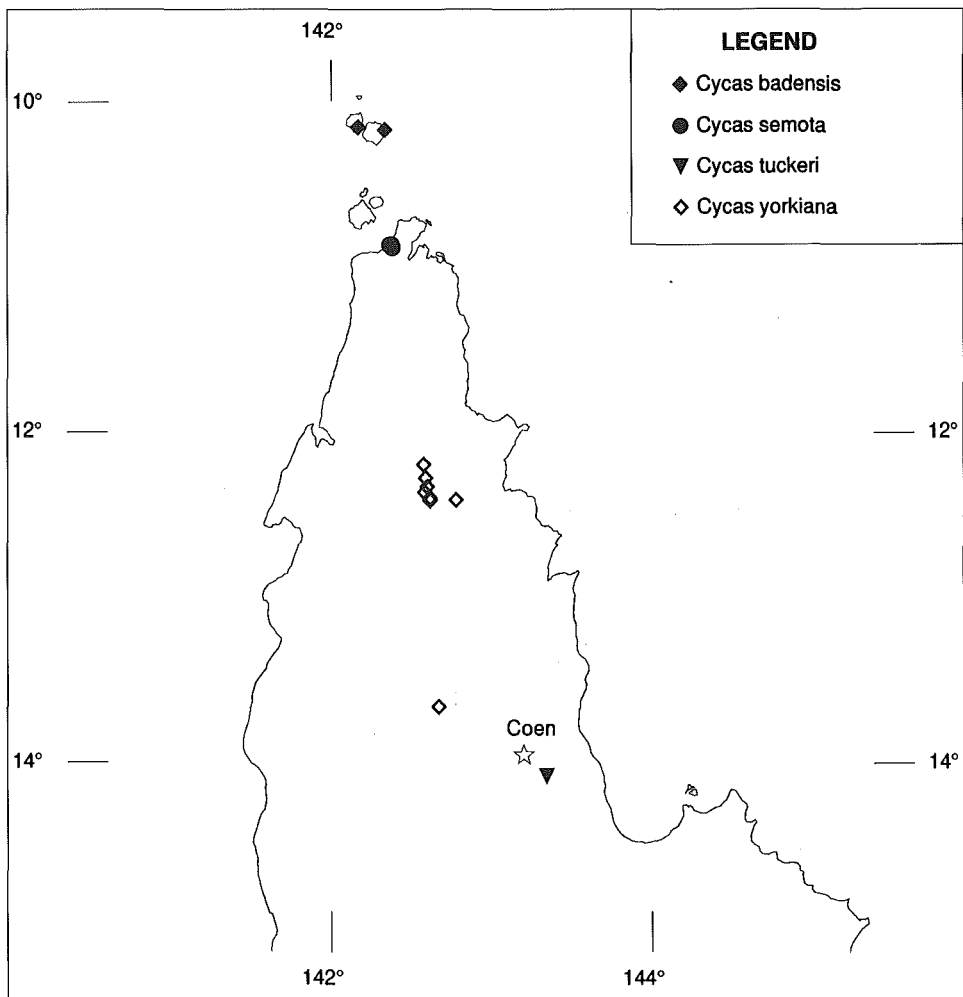 142°
LEGEND
Cycas badensis
Cycas semota
Cycas tuckeri
Cycas yorkiana
10°
12°
12°
Coen
14°
14°
142°
144°